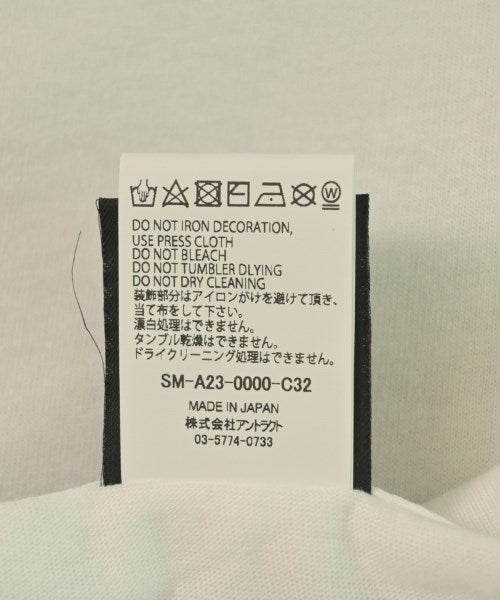 W
DO NOT IRON DECORATION,
USE PRESS CLOTH
DO NOT BLEACH
DO NOT TUMBLER DLYING
DO NOT DRY CLEANING
装飾部分はアイロンがけを避けて頂き、
当て布をして下さい。
漂白処理はできません。
タンブル乾燥はできません。
ドライクリーニング処理はできません。
SM-A23-0000-C32
MADE IN JAPAN
株式会社アントラクト
03-5774-0733